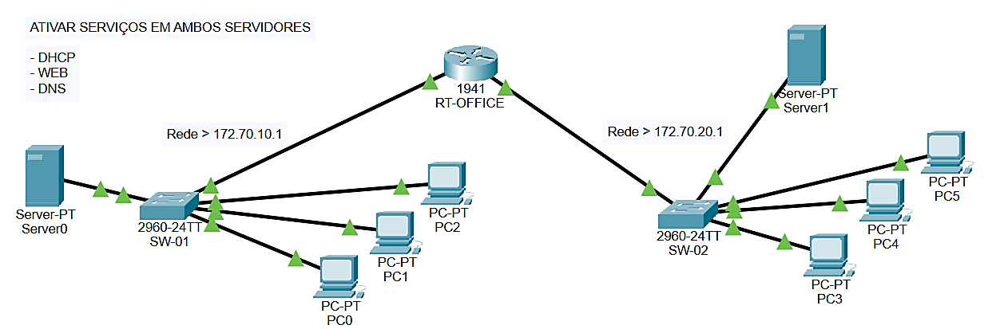 ATIVAR SERVIÇOS EM AMBOS SERVIDORES
- DHCP
- WEB
- DNS
1941
RT-OFFICE
Server-PT
Server1
Rede > 172.70.10.1
Rede > 172.70.20.1
Server-PT
Server0
2960-24TT
SW-01
PC-PT
PC2
PC-PT
PC1
PC-PT
PC0
2960-24TT
SW-02
PC-PT
PC5
PC-PT
PC4
PC-PT
PC3